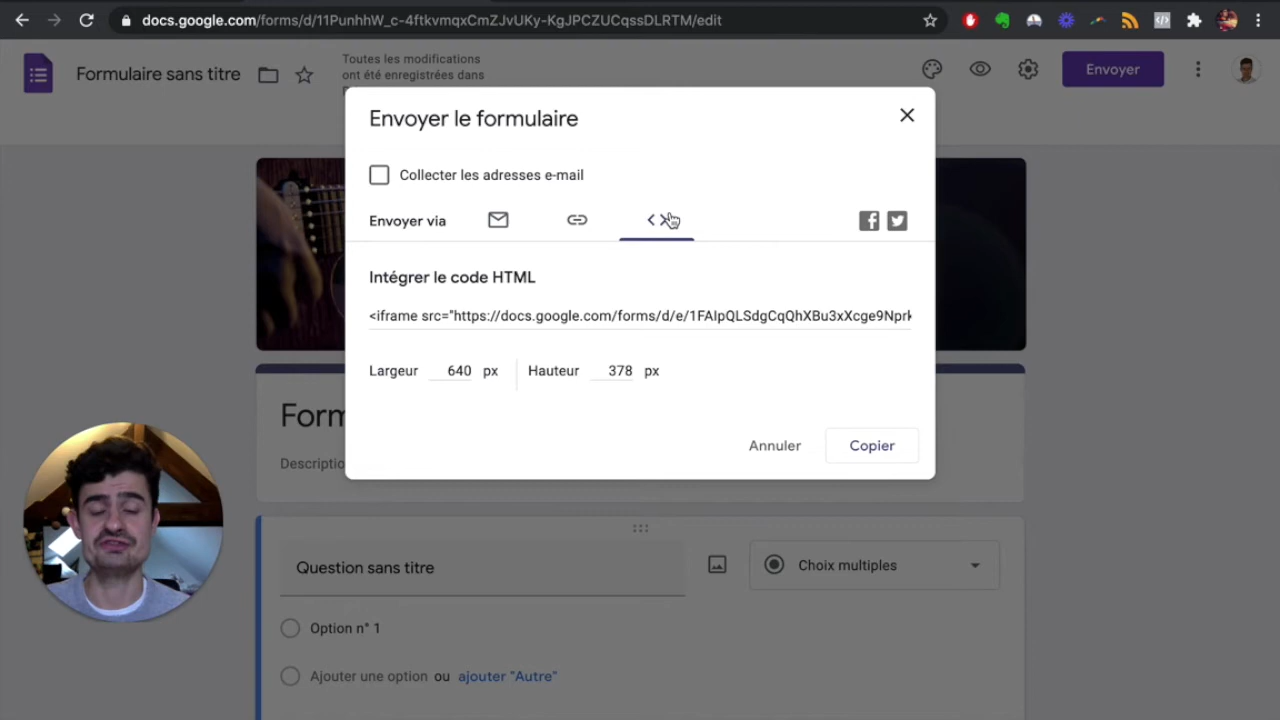 docs.google.com/forms/d/11PunhhW_c-4ftkvmqxCmZJvUKy-KgJPCZUCqssDLRTM/edit
Formulaire sans titre
Toutes les modifications
ont été enregistrées dans
Envoyer
Envoyer le formulaire
Collecter les adresses e-mail
Envoyer via
Intégrer le code HTML
<iframe src="https://docs.google.com/forms/d/e/1FAIpQLSdgCqQhXBu3xXcge9Nprk
Largeur 640 px Hauteur 378 px
Annuler Copier
Form
Descriptio
Question sans titre
Choix multiples
Option n° 1
Ajouter une option ou ajouter "Autre"